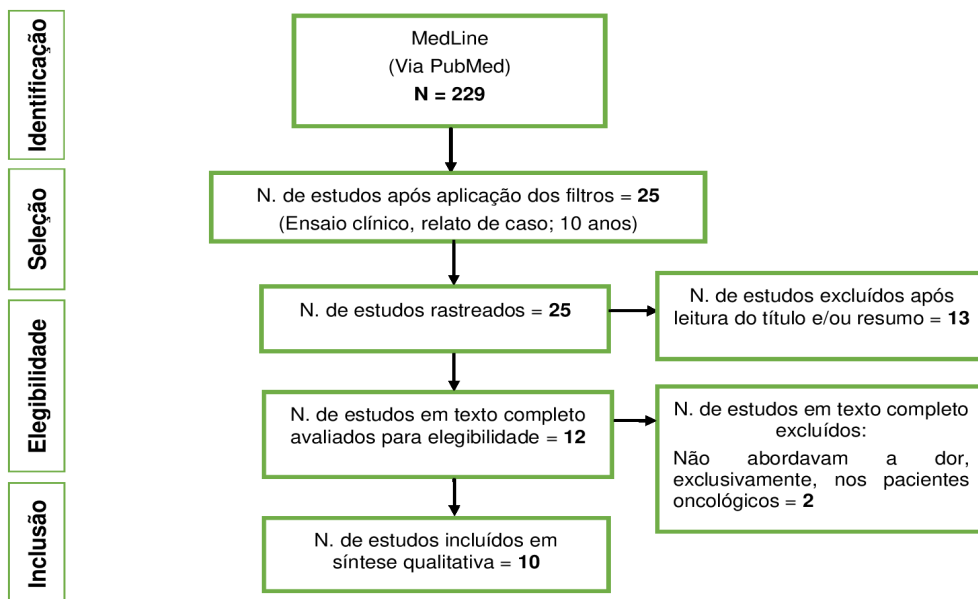 Identificação
MedLine
(Via PubMed)
N = 229
Seleção
N. de estudos após aplicação dos filtros = 25
(Ensaio clínico, relato de caso; 10 anos)
Elegibilidade
N. de estudos rastreados = 25
N. de estudos excluídos após
leitura do título e/ou resumo = 13
N. de estudos em texto completo
avaliados para elegibilidade = 12
N. de estudos em texto completo
excluídos:
Não abordavam a dor,
exclusivamente, nos pacientes
oncológicos = 2
Inclusão
N. de estudos incluídos em
síntese qualitativa = 10